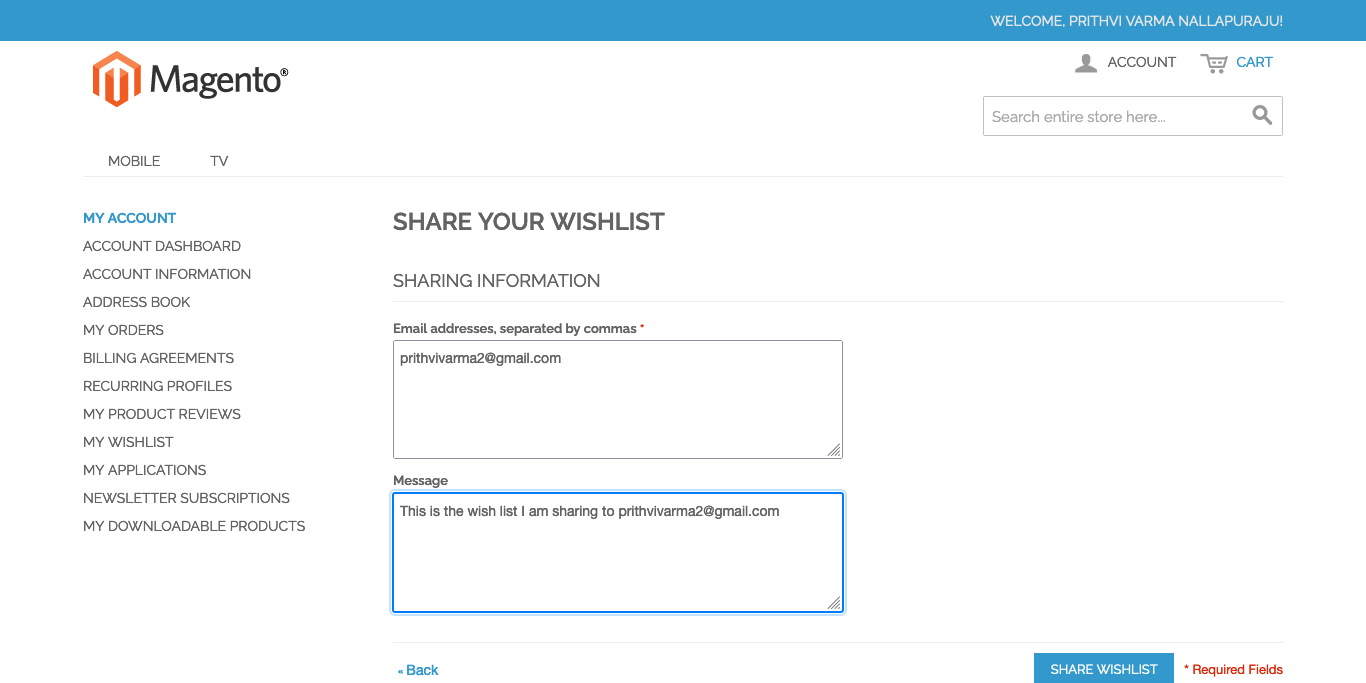 WELCOME, PRITHVI VARMA NALLAPURAJU!
Magento®
ACCOUNT
CART
Search entire store here...
MOBILE
TV
MY ACCOUNT
ACCOUNT DASHBOARD
ACCOUNT INFORMATION
ADDRESS BOOK
MY ORDERS
BILLING AGREEMENTS
RECURRING PROFILES
MY PRODUCT REVIEWS
MY WISHLIST
MY APPLICATIONS
NEWSLETTER SUBSCRIPTIONS
MY DOWNLOADABLE PRODUCTS
SHARE YOUR WISHLIST
SHARING INFORMATION
Email addresses, separated by commas *
prithvivarma2@gmail.com
Message
This is the wish list I am sharing to prithvivarma2@gmail.com
« Back
SHARE WISHLIST
* Required Fields